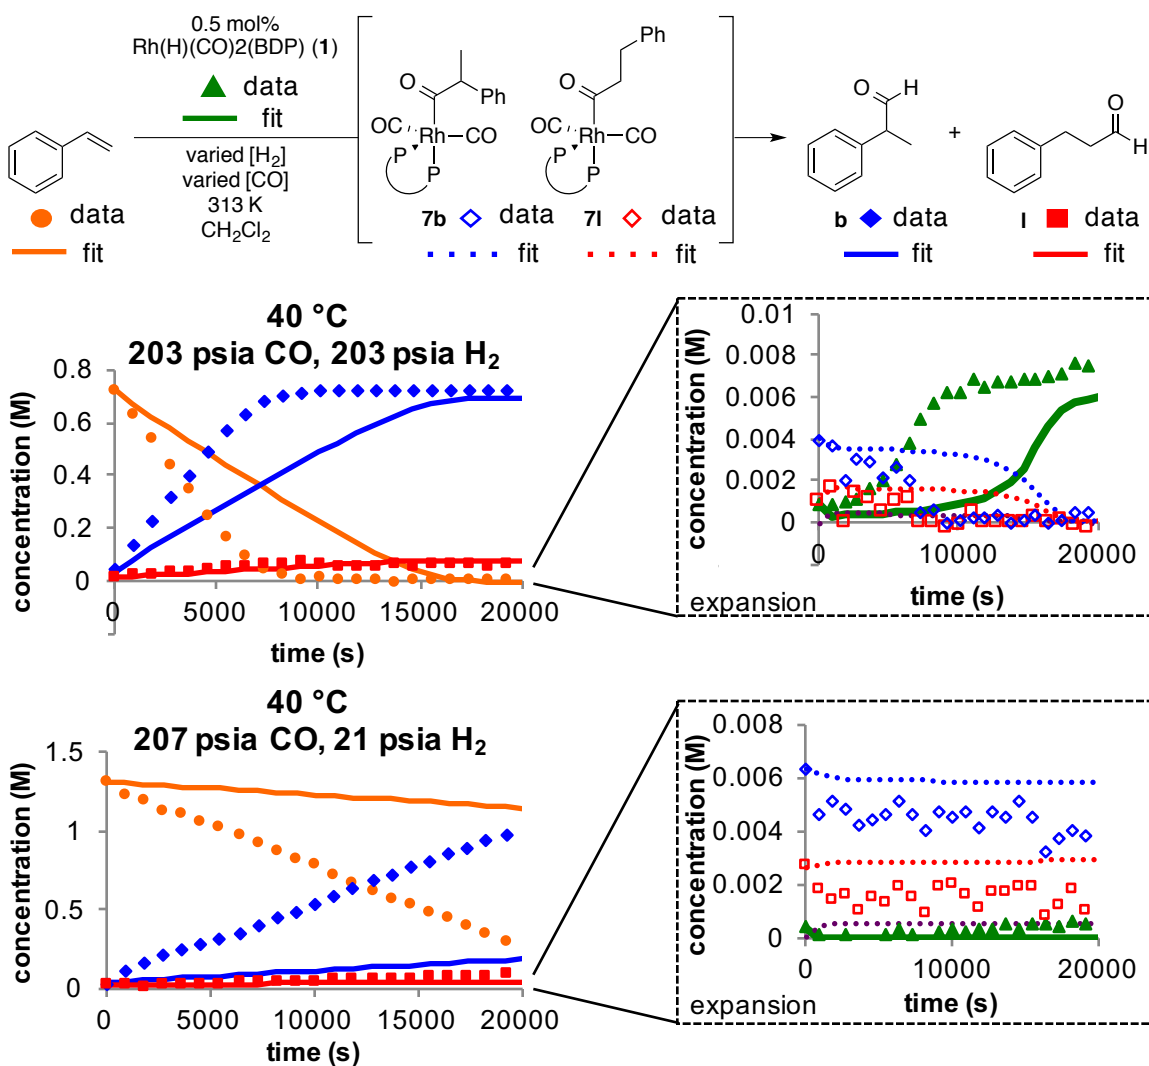 0.5 mol%
Rh(H)(CO)2(BDP) (1)
data
fit
varied [H2]
varied [CO]
313 K
CH2Cl2
data
fit
O
Ph
OC
Rh
CO
P
P
7b
data
fit
Ph
O
OC
Rh
CO
P
P
7l
data
fit
O
H
b
data
fit
+
O
H
l
data
fit
40 °C
203 psia CO, 203 psia H2
concentration (M)
0.8
0.6
0.4
0.2
0
0
5000
10000
15000
20000
time (s)
concentration (M)
0.01
0.008
0.006
0.004
0.002
0
0
10000
20000
time (s)
expansion
40 °C
207 psia CO, 21 psia H2
concentration (M)
1.5
1
0.5
0
0
5000
10000
15000
20000
time (s)
concentration (M)
0.008
0.006
0.004
0.002
0
0
10000
20000
time (s)
expansion